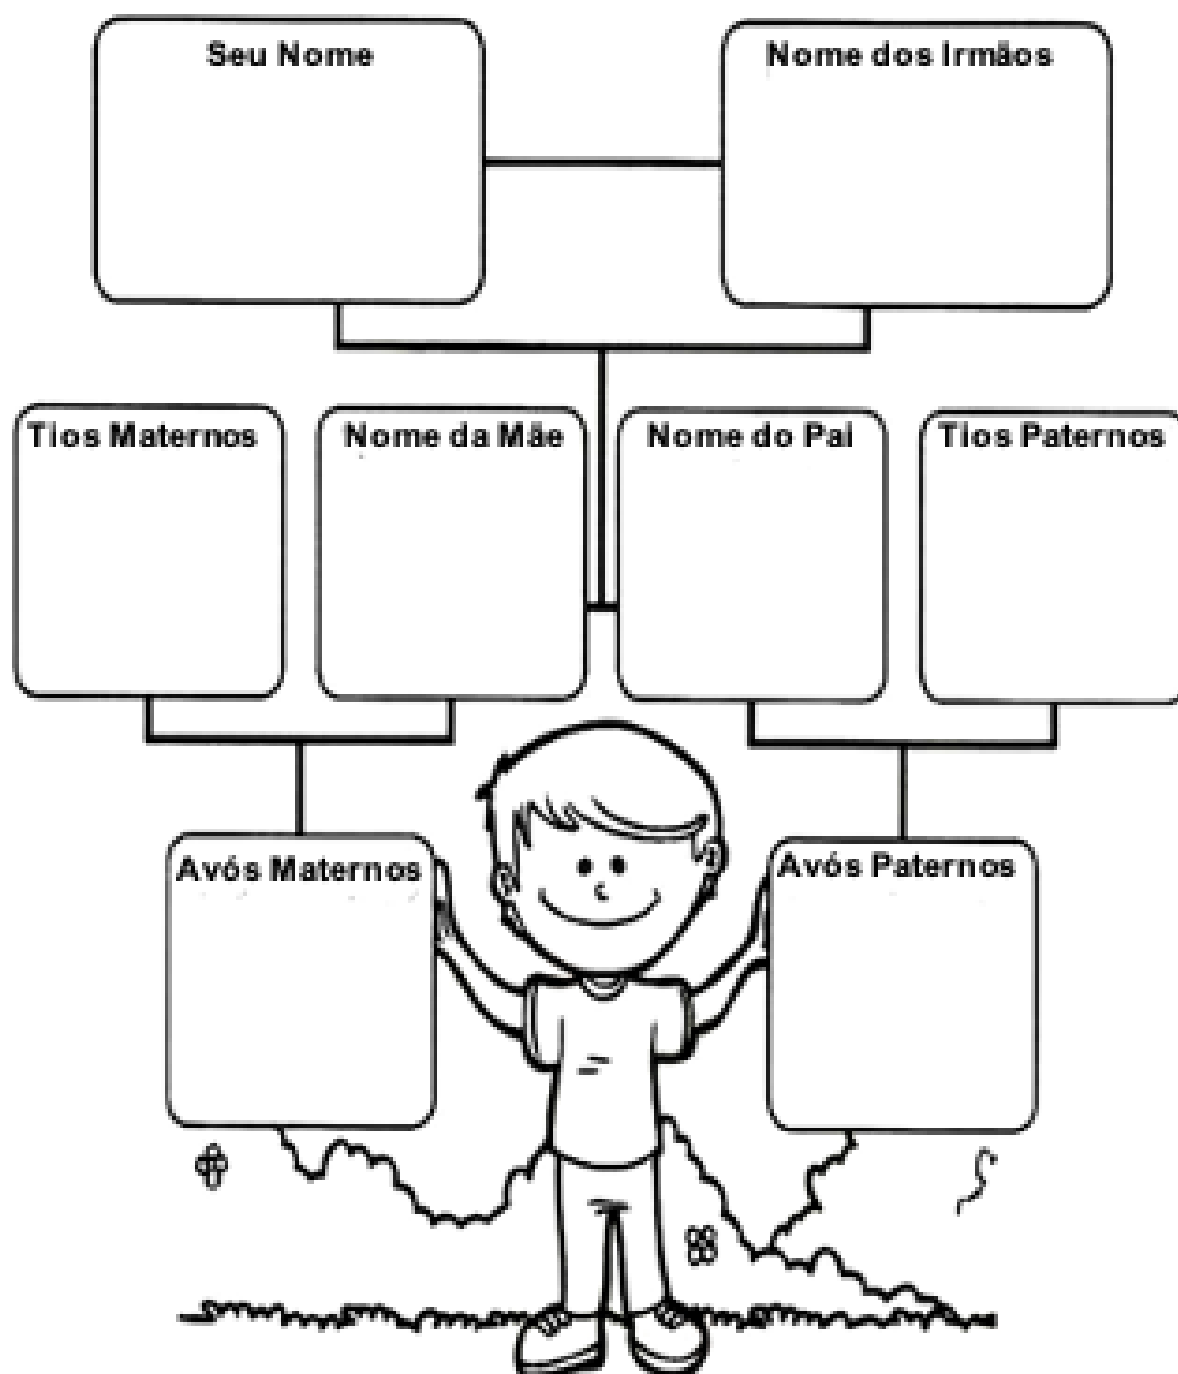 Seu Nome
Nome dos Irmãos
Tios Maternos
Nome da Mãe
Nome do Pai
Tios Paternos
Avós Maternos
Avós Paternos